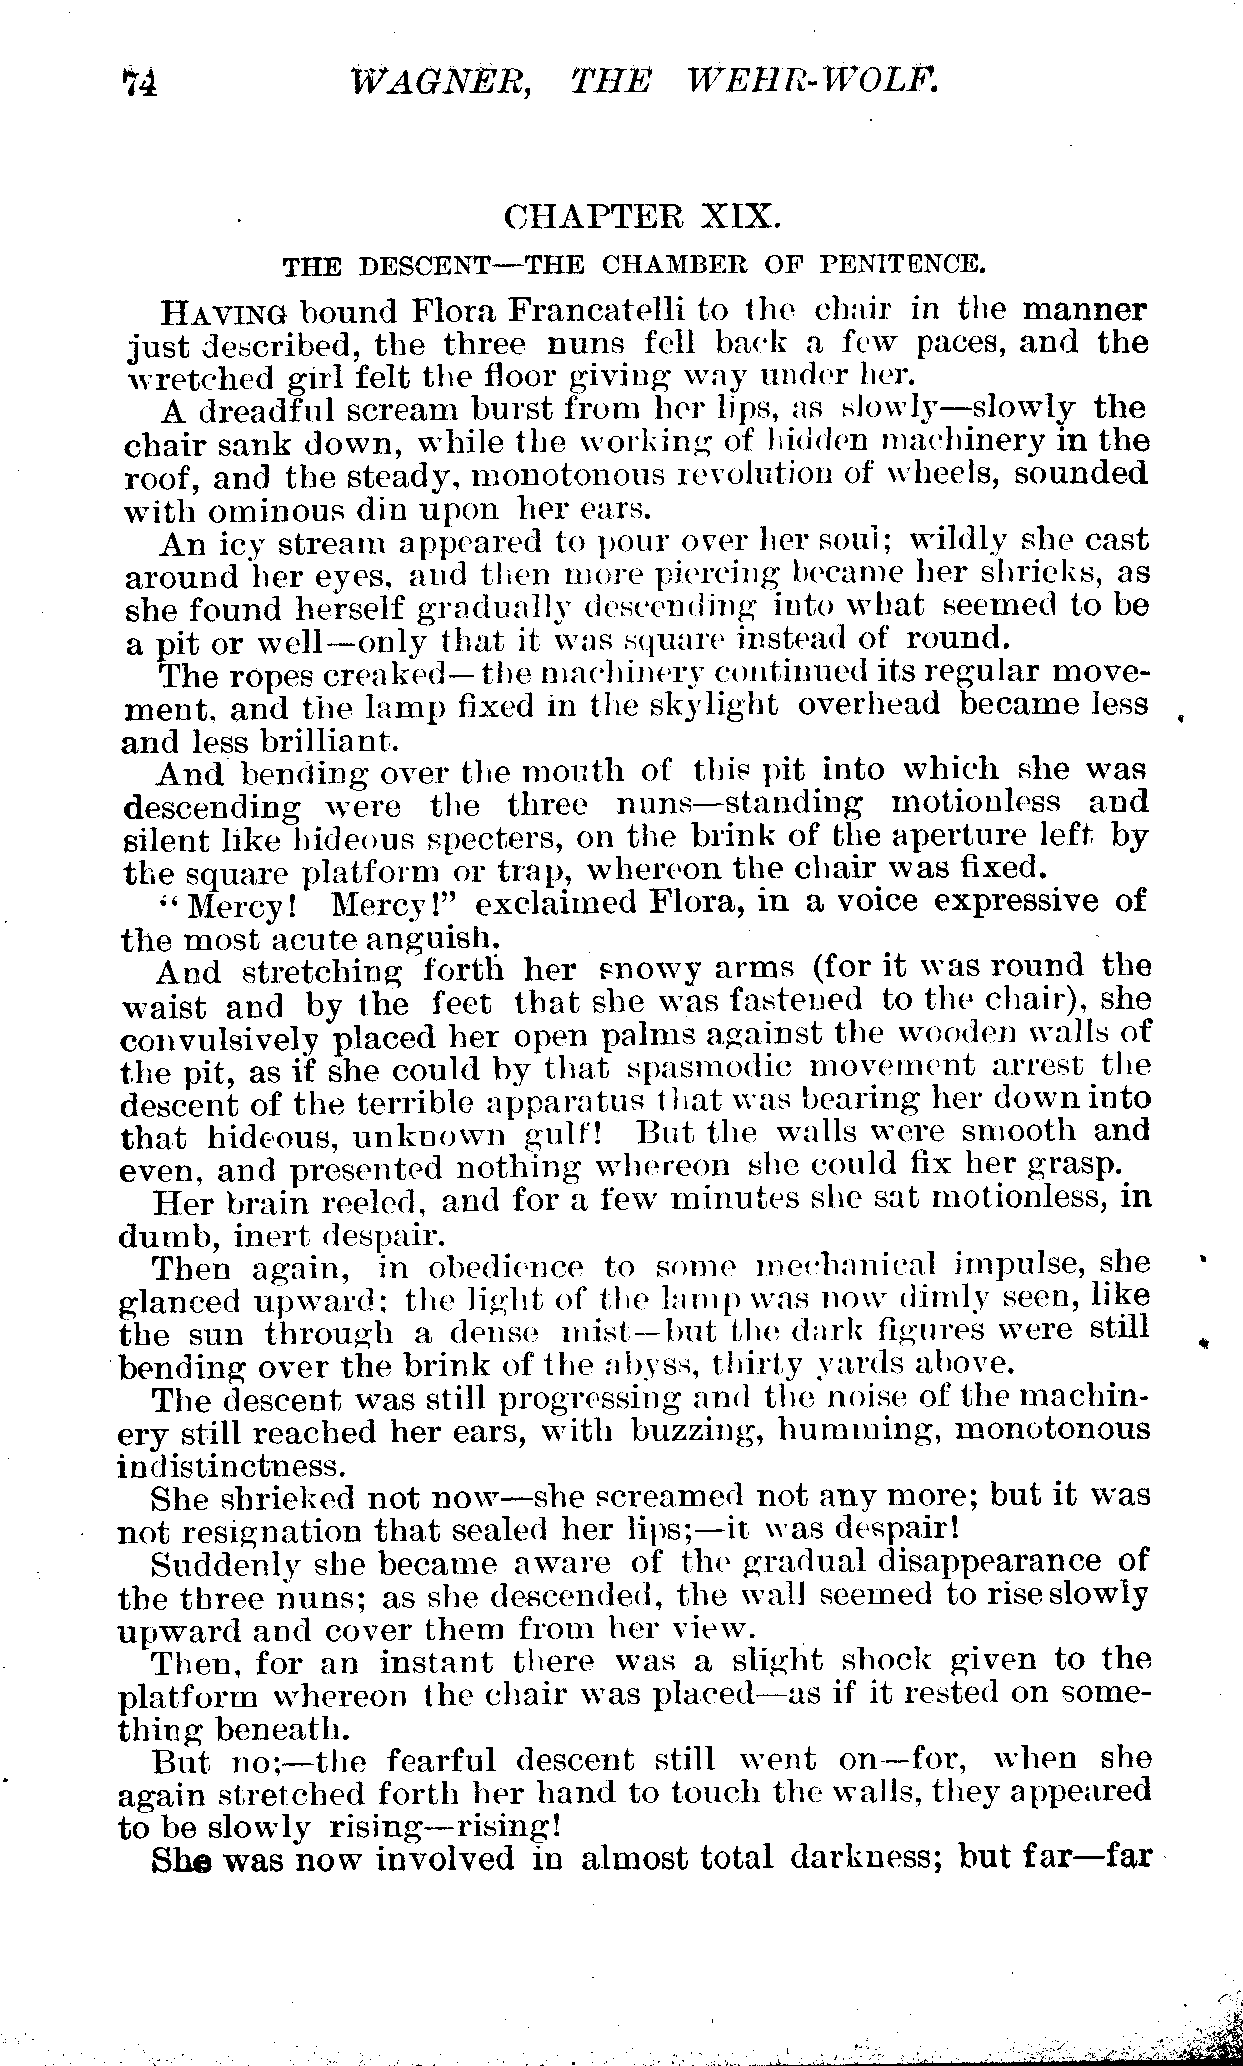 74 WAGNER, THE WEHR-WOLF.
CHAPTER XIX.
THE DESCENT—THE CHAMBER OF PENITENCE.
HAVING bound Flora Francatelli to the chair in the manner
just described, the three nuns fell back a few paces, and the
wretched girl felt the floor giving way under her.
A dreadful scream burst from her lips, as slowly—slowly the
chair sank down, while the working of hidden machinery in the
roof, and the steady, monotonous revolution of wheels, sounded
with ominous din upon her ears.
An icy stream appeared to pour over her soul; wildly she cast
around her eyes, and then more piercing became her shrieks, as
she found herself gradually descending into what seemed to be
a pit or well—only that it was square instead of round.
The ropes creaked—the machinery continued its regular move-
ment, and the lamp fixed in the skylight overhead became less
and less brilliant.
And bending over the mouth of this pit into which she was
descending were the three nuns—standing motionless and
silent like hideous specters, on the brink of the aperture left by
the square platform or trap, whereon the chair was fixed.
“Mercy! Mercy!” exclaimed Flora, in a voice expressive of
the most acute anguish.
And stretching forth her snowy arms (for it was round the
waist and by the feet that she was fastened to the chair), she
convulsively placed her open palms against the wooden walls of
the pit, as if she could by that spasmodic movement arrest the
descent of the terrible apparatus that was bearing her down into
that hideous, unknown gulf! But the walls were smooth and
even, and presented nothing whereon she could fix her grasp.
Her brain reeled, and for a few minutes she sat motionless, in
dumb, inert despair.
Then again, in obedience to some mechanical impulse, she
glanced upward; the light of the lamp was now dimly seen, like
the sun through a dense mist—but the dark figures were still
bending over the brink of the abyss, thirty yards above.
The descent was still progressing and the noise of the machin-
ery still reached her ears, with buzzing, humming, monotonous
indistinctness.
She shrieked not now—she screamed not any more; but it was
not resignation that sealed her lips;—it was despair!
Suddenly she became aware of the gradual disappearance of
the three nuns; as she descended, the wall seemed to rise slowly
upward and cover them from her view.
Then, for an instant there was a slight shock given to the
platform whereon the chair was placed—as if it rested on some-
thing beneath.
But no;—the fearful descent still went on—for, when she
again stretched forth her hand to touch the walls, they appeared
to be slowly rising—rising!
She was now involved in almost total darkness; but far—far